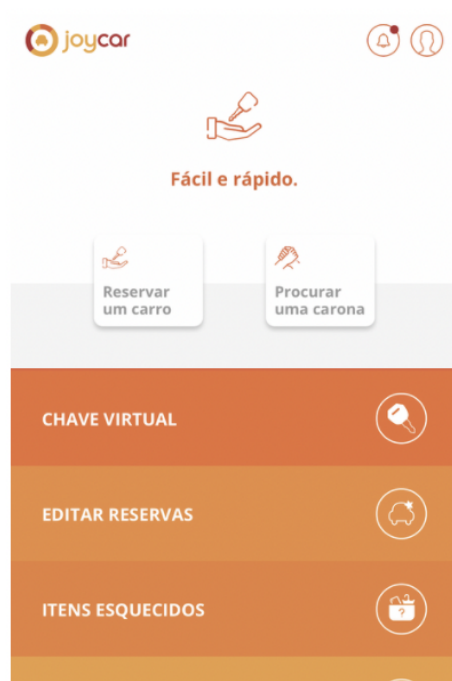 joycar
Fácil e rápido.
Reservar
um carro
Procurar
uma carona
CHAVE VIRTUAL
EDITAR RESERVAS
ITENS ESQUECIDOS
?